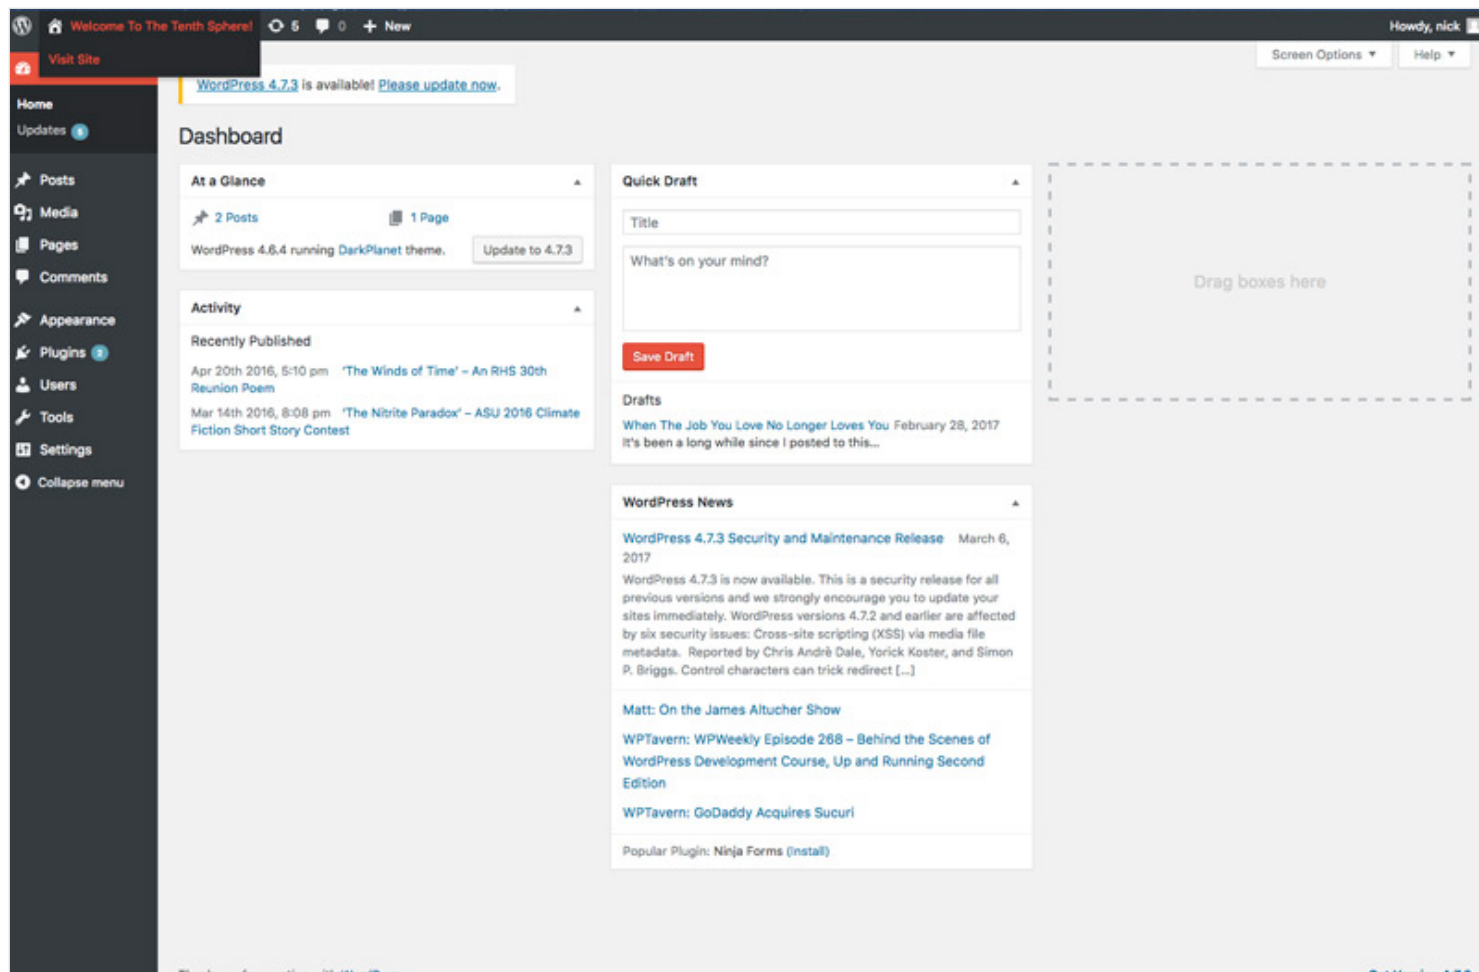 Welcome To The Tenth Sphere! 5 0 New
Howdy, nick
Visit Site
Screen Options
Help
WordPress 4.7.3 is available! Please update now.
Home
Updates
Posts
Media
Pages
Comments
Appearance
Plugins
Users
Tools
Settings
Collapse menu
Dashboard
At a Glance
2 Posts
1 Page
WordPress 4.6.4 running DarkPlanet theme.
Update to 4.7.3
Activity
Recently Published
Apr 20th 2016, 5:10 pm 'The Winds of Time' – An RHS 30th
Reunion Poem
Mar 14th 2016, 8:08 pm 'The Nitrite Paradox' – ASU 2016 Climate
Fiction Short Story Contest
Quick Draft
Title
What's on your mind?
Save Draft
Drafts
When The Job You Love No Longer Loves You February 28, 2017
It's been a long while since I posted to this...
WordPress News
WordPress 4.7.3 Security and Maintenance Release March 6,
2017
WordPress 4.7.3 is now available. This is a security release for all
previous versions and we strongly encourage you to update your
sites immediately. WordPress versions 4.7.2 and earlier are affected
by six security issues: Cross-site scripting (XSS) via media file
metadata. Reported by Chris Andrè Dale, Yorick Koster, and Simon
P. Briggs. Control characters can trick redirect [...]
Matt: On the James Altucher Show
WPTavern: WPWeekly Episode 268 – Behind the Scenes of
WordPress Development Course, Up and Running Second
Edition
WPTavern: GoDaddy Acquires Sucuri
Popular Plugin: Ninja Forms (Install)
Drag boxes here